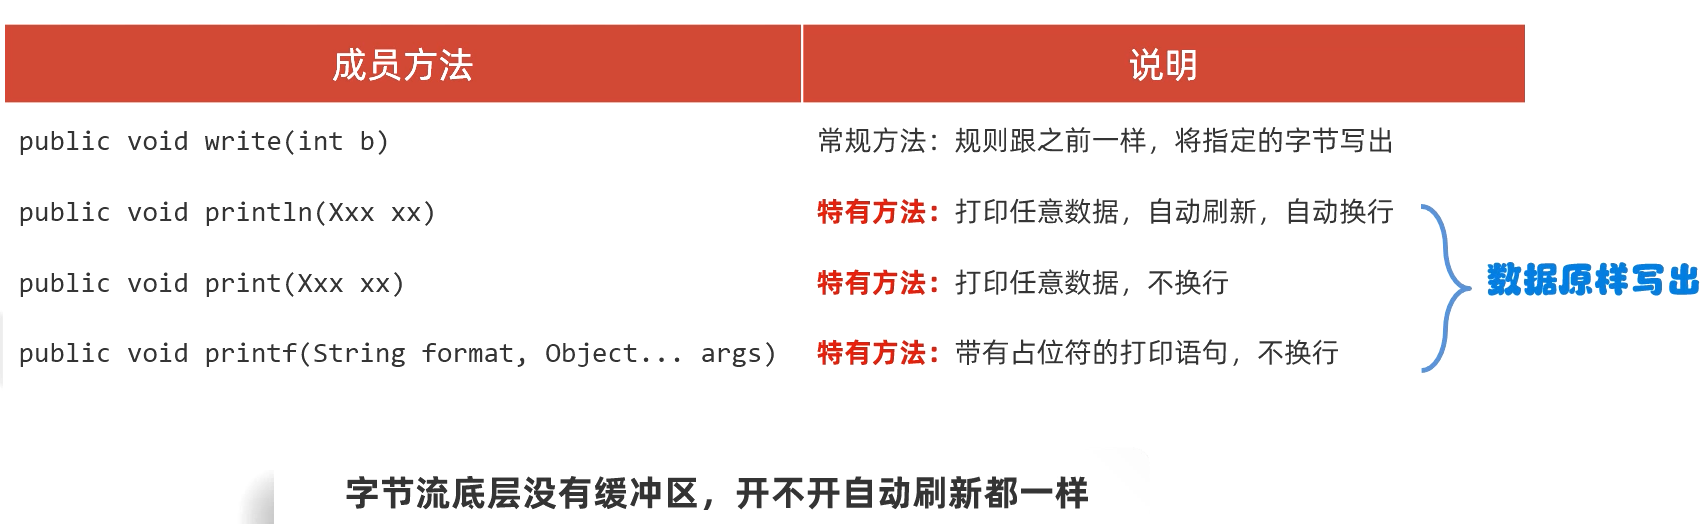 成员方法 说明
public void write(int b) 常规方法：规则跟之前一样，将指定的字节写出
public void println(Xxx xx) 特有方法：打印任意数据，自动刷新，自动换行
public void print(Xxx xx) 特有方法：打印任意数据，不换行
数据原样写出
public void printf(String format, Object... args) 特有方法：带有占位符的打印语句，不换行
字节流底层没有缓冲区，开不开自动刷新都一样